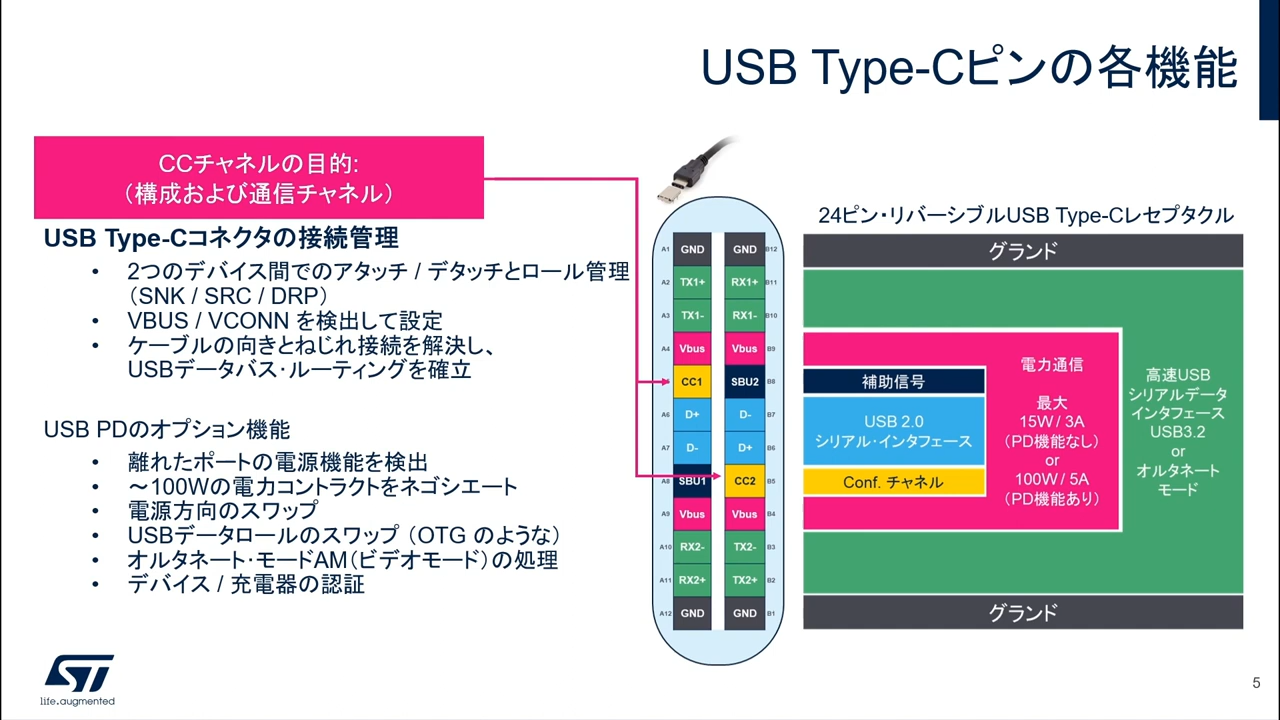 USB Type-Cピンの各機能
CCチャネルの目的:
（構成および通信チャネル）
USB Type-Cコネクタの接続管理
• 2つのデバイス間でのアタッチ / デタッチとロール管理
（SNK / SRC / DRP）
• VBUS / VCONN を検出して設定
• ケーブルの向きとねじれ接続を解決し、
USBデータバス・ルーティングを確立
USB PDのオプション機能
• 離れたポートの電源機能を検出
• ～100Wの電力コントラクトをネゴシエート
• 電源方向のスワップ
• USBデータロールのスワップ（OTG のような）
• オルタネート・モードAM（ビデオモード）の処理
• デバイス / 充電器の認証
A1 GND GND B12
A2 TX1+ RX1+ B11
A3 TX1- RX1- B10
A4 Vbus Vbus B9
CC1 SBU2 B8
A6 D+ D- B7
A7 D- D+ B6
A8 SBU1 CC2 B5
A9 Vbus Vbus B4
A10 RX2- TX2- B3
A11 RX2+ TX2+ B2
A12 GND GND B1
24ピン・リバーシブルUSB Type-Cレセプタクル
グランド
補助信号
USB 2.0
シリアル・インタフェース
Conf. チャネル
電力通信
最大
15W / 3A
（PD機能なし）
or
100W / 5A
（PD機能あり）
高速USB
シリアルデータ
インタフェース
USB3.2
or
オルタネート
モード
グランド
ST
life.augmented
5